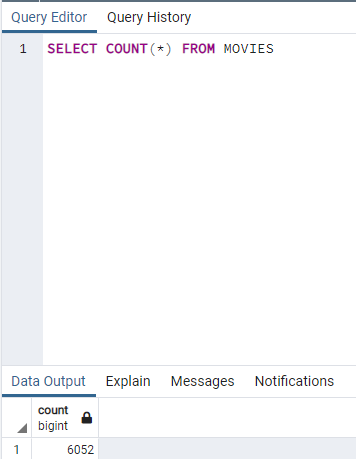 Query Editor Query History
1 SELECT COUNT(*) FROM MOVIES
Data Output Explain Messages Notifications
count
bigint
1 6052